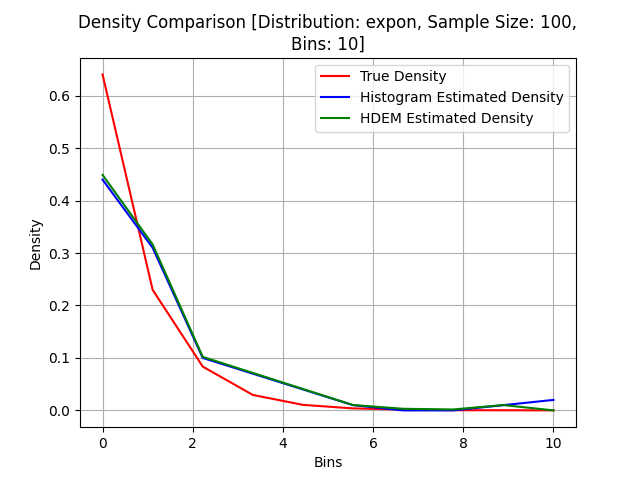 Density Comparison [Distribution: expon, Sample Size: 100,
Bins: 10]
True Density
Histogram Estimated Density
HDEM Estimated Density
Density
0.6
0.5
0.4
0.3
0.2
0.1
0.0
0 2 4 6 8 10
Bins